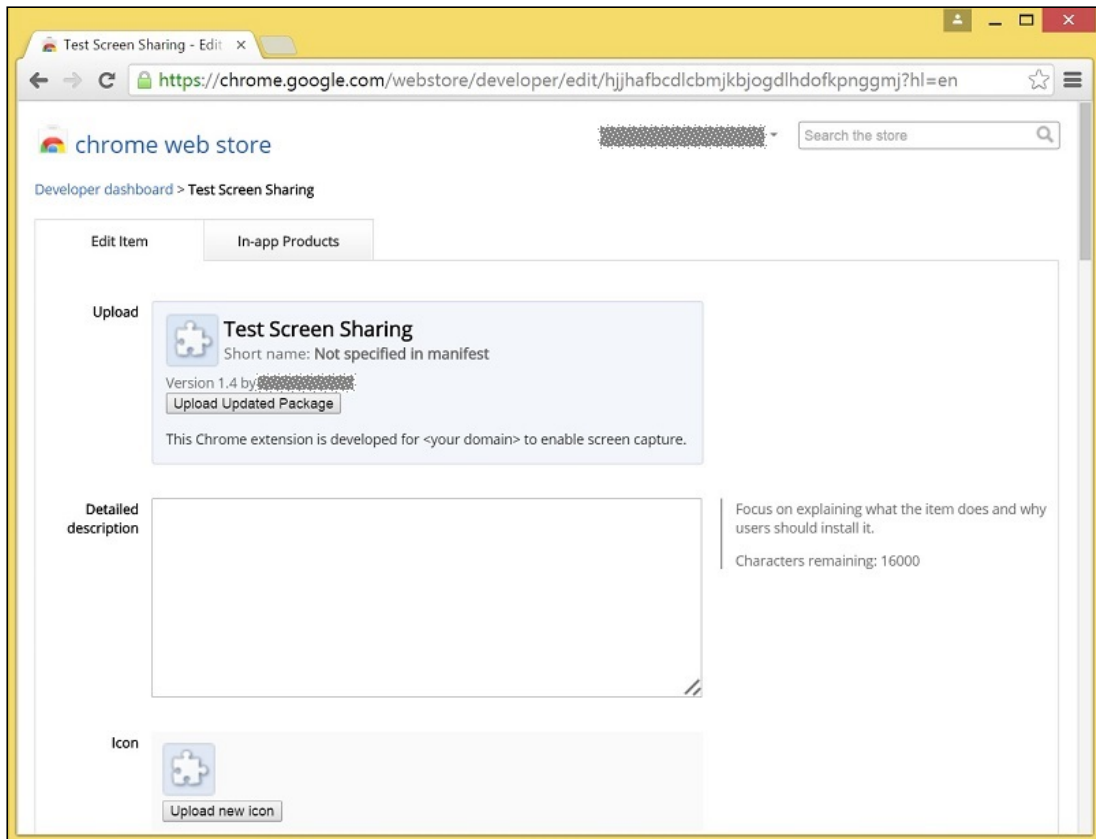 Test Screen Sharing - Edit
https://chrome.google.com/webstore/developer/edit/hjjhafbcdlcbmjkbjogdlhdofkpnggmj?hl=en
chrome web store
Search the store
Developer dashboard > Test Screen Sharing
Edit Item
In-app Products
Upload
Test Screen Sharing
Short name: Not specified in manifest
Version 1.4 by
Upload Updated Package
This Chrome extension is developed for <your domain> to enable screen capture.
Detailed
description
Focus on explaining what the item does and why
users should install it.
Characters remaining: 16000
Icon
Upload new icon